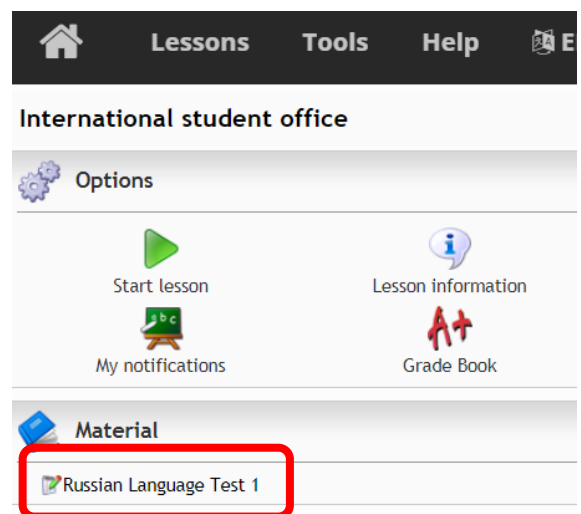 Lessons Tools Help
International student office
Options
Start lesson Lesson information
abc A+
My notifications Grade Book
Material
Russian Language Test 1